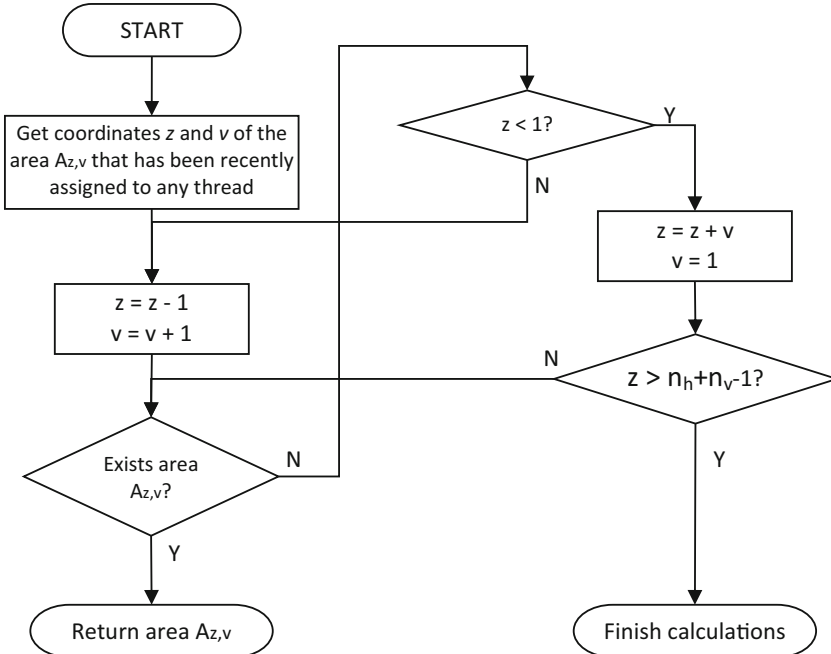 START
Get coordinates z and v of the
area Az,v that has been recently
assigned to any thread
z = z - 1
v = v + 1
Exists area
Az,v?
N
Y
Return area Az,v
z < 1?
Y
N
z = z + v
v = 1
z > nh+nv-1?
N
Y
Finish calculations